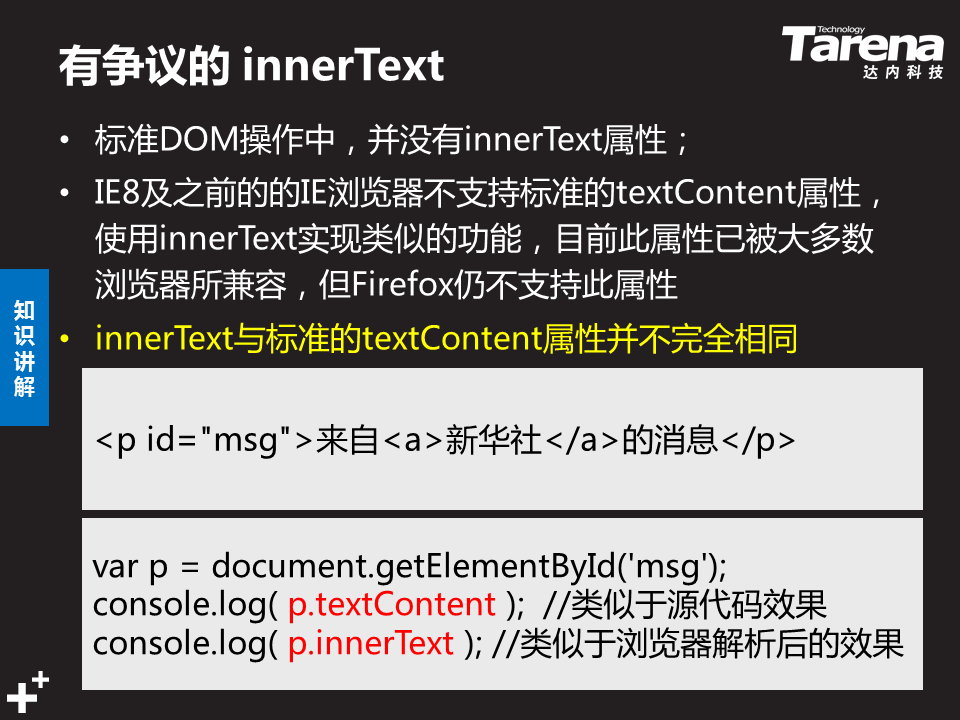 有争议的 innerText
Technology
Tarena
达内科技
• 标准DOM操作中，并没有innerText属性；
• IE8及之前的的IE浏览器不支持标准的textContent属性，
使用innerText实现类似的功能，目前此属性已被大多数
浏览器所兼容，但Firefox仍不支持此属性
知识讲解
• innerText与标准的textContent属性并不完全相同
<p id="msg">来自<a>新华社</a>的消息</p>
var p = document.getElementById('msg');
console.log( p.textContent );  //类似于源代码效果
console.log( p.innerText ); //类似于浏览器解析后的效果